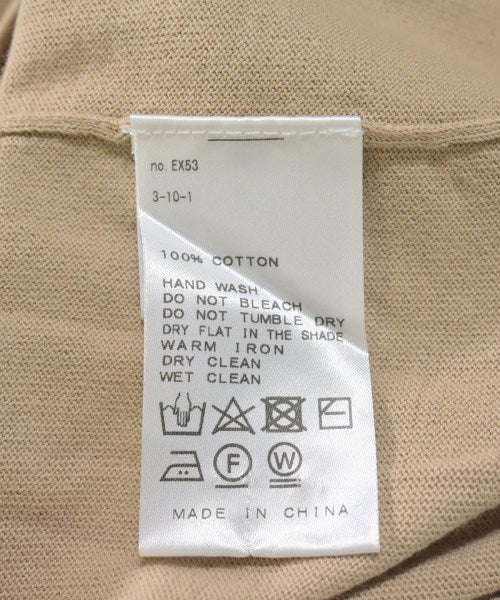 no. EX53
3-10-1
100% COTTON
HAND WASH
DO NOT BLEACH
DO NOT TUMBLE DRY
DRY FLAT IN THE SHADE
WARM IRON
DRY CLEAN
WET CLEAN
F W
MADE IN CHINA